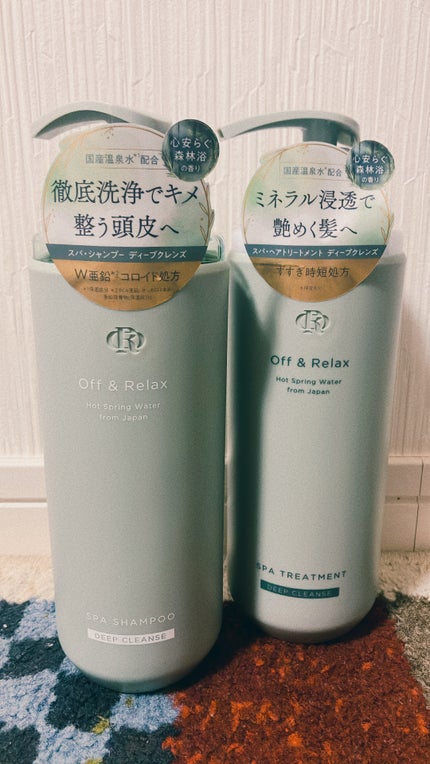 国産温泉水*配合
心安らぐ
森林浴
の香り
徹底洗浄でキメ
整う頭皮へ
スパ・シャンプー ディープクレンズ
W亜鉛*²コロイド処方
Off & Relax
Hot Spring Water
from Japan
SPA SHAMPOO
DEEP CLEANSE
国産温泉水*配合
心安らぐ
森林浴
の香り
ミネラル浸透で
艶めく髪へ
スパ・ヘアトリートメント ディープクレンズ
すすぎ時短処方
Off & Relax
Hot Spring Water
from Japan
SPA TREATMENT
DEEP CLEANSE